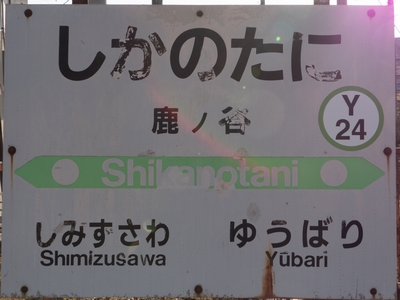 しかのたに
鹿ノ谷
Y
24
Shikanotani
しみずさわ ゆうばり
Shimizusawa Yūbari